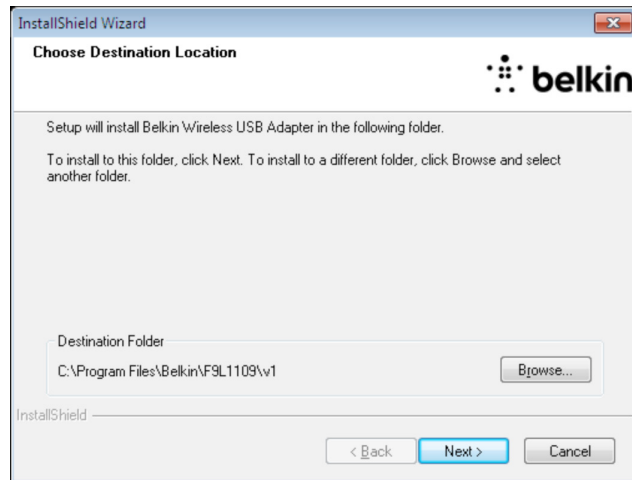 InstallShield Wizard
Choose Destination Location
belkin
Setup will install Belkin Wireless USB Adapter in the following folder.
To install to this folder, click Next. To install to a different folder, click Browse and select
another folder.
Destination Folder
C:\Program Files\Belkin\F9L1109\v1
Browse...
InstallShield
< Back
Next >
Cancel